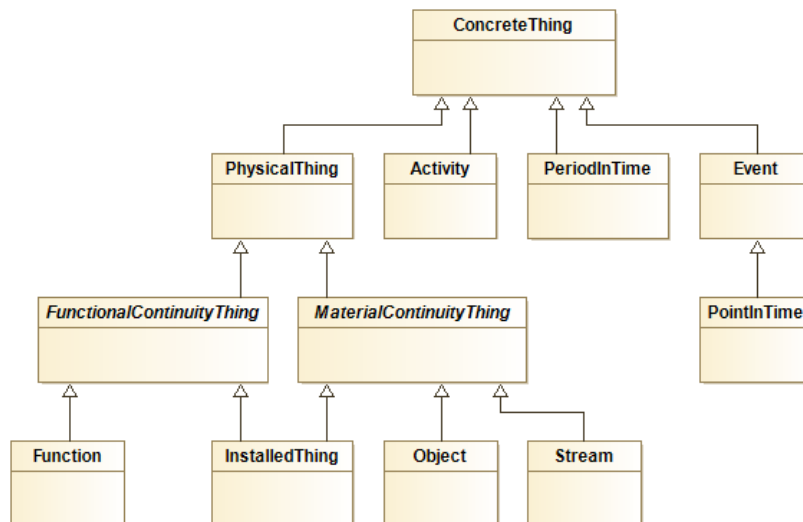 ConcreteThing
PhysicalThing
Activity
PeriodInTime
Event
FunctionalContinuityThing
MaterialContinuityThing
PointInTime
Function
InstalledThing
Object
Stream